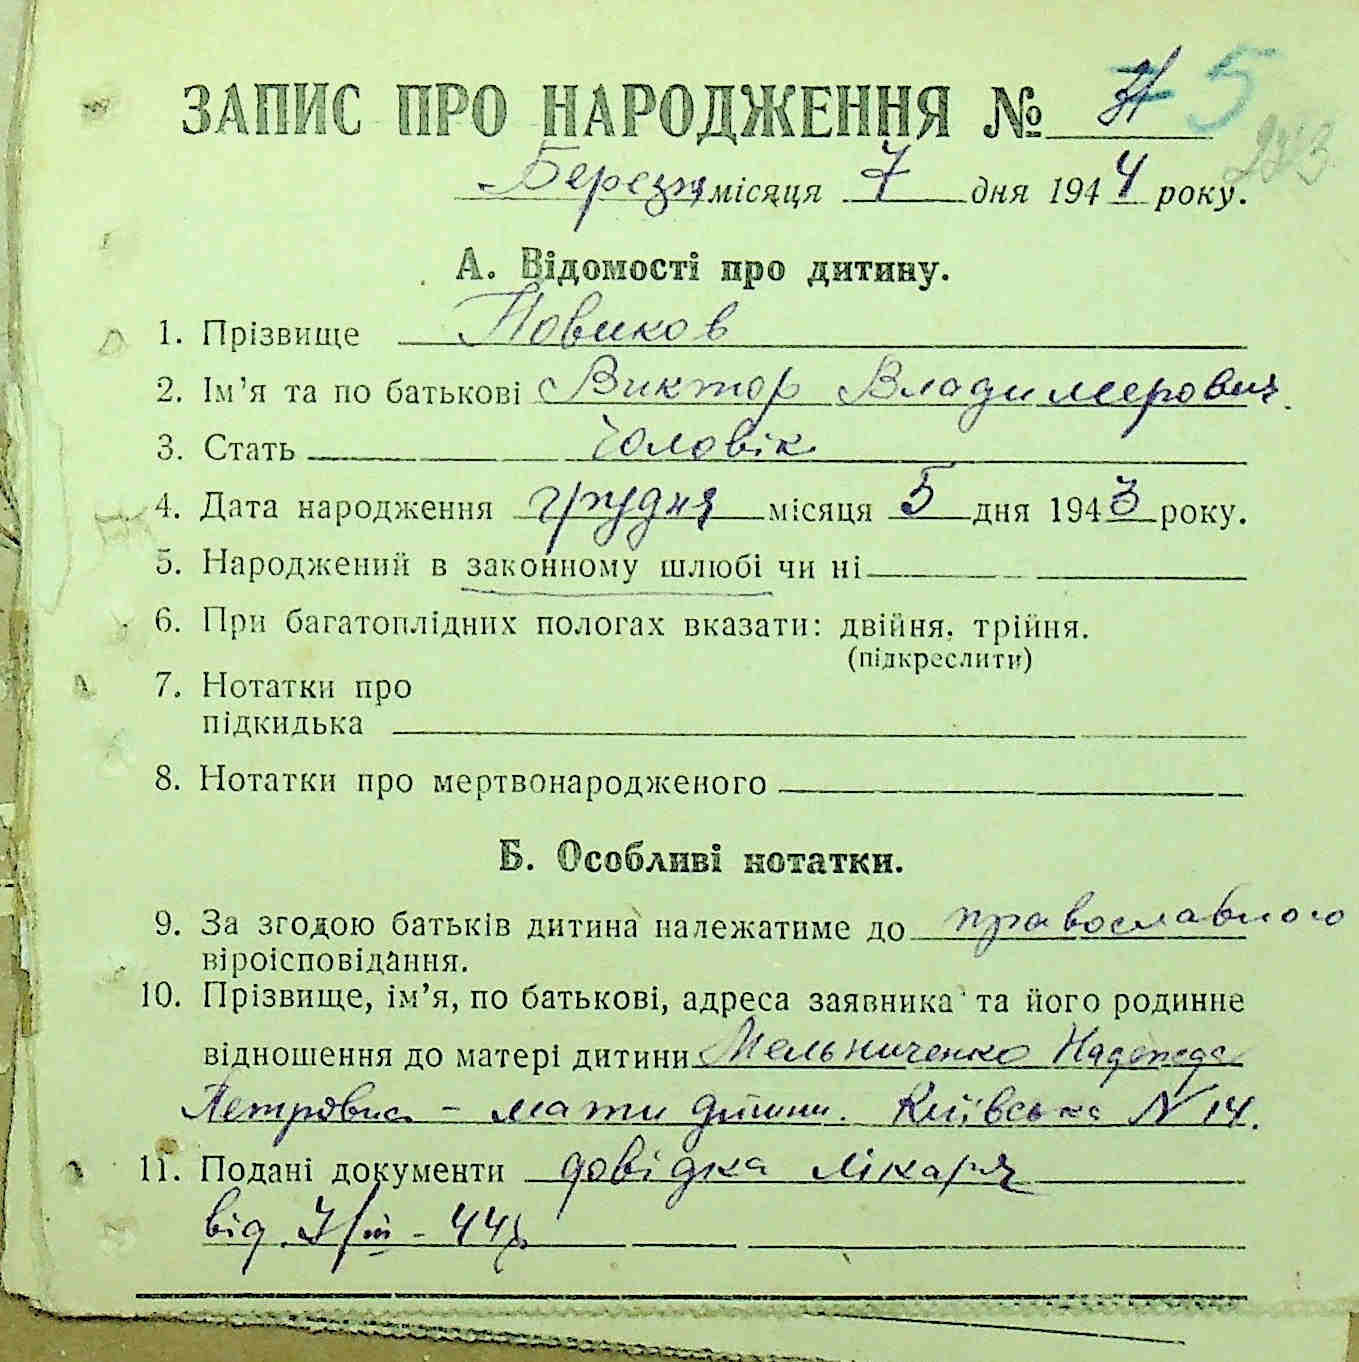 ЗАПИС ПРО НАРОДЖЕННЯ № 5
243
Березня місяця 7 дня 1944 року.
А. Відомості про дитину.
1. Прізвище Новиков
2. Ім’я та по батькові Виктор Владимерович
3. Стать Чоловік
4. Дата народження грудня місяця 5 дня 1943 року.
5. Народжений в законному шлюбі чи ні
6. При багатоплідних пологах вказати: двійня, трійня.
(підкреслити)
7. Нотатки про
підкидька
8. Нотатки про мертвонародженого
Б. Особливі нотатки.
9. За згодою батьків дитина належатиме до православного
віроісповідання.
10. Прізвище, ім’я, по батькові, адреса заявника та його родинне
відношення до матері дитини Мельниченко Надежда
Петровна - мати дитини. Київська N 14.
11. Подані документи довідка лікаря
від 7/III - 44р.